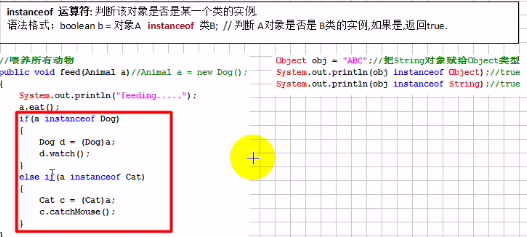 instanceof 运算符: 判断该对象是否是某一个类的实例.
语法格式: boolean b = 对象A instanceof 类B; // 判断 A对象是否是 B类的实例,如果是,返回true.
//喂养所有动物
public void feed(Animal a)//Animal a = new Dog();
{
System.out.println("feeding.....");
a.eat();
if(a instanceof Dog)
{
Dog d = (Dog)a;
d.watch();
}
else if(a instanceof Cat)
{
Cat c = (Cat)a;
c.catchMouse();
}
Object obj = "ABC";//把String对象赋给Object类型
System.out.println(obj instanceof Object);//true
System.out.println(obj instanceof String);//true